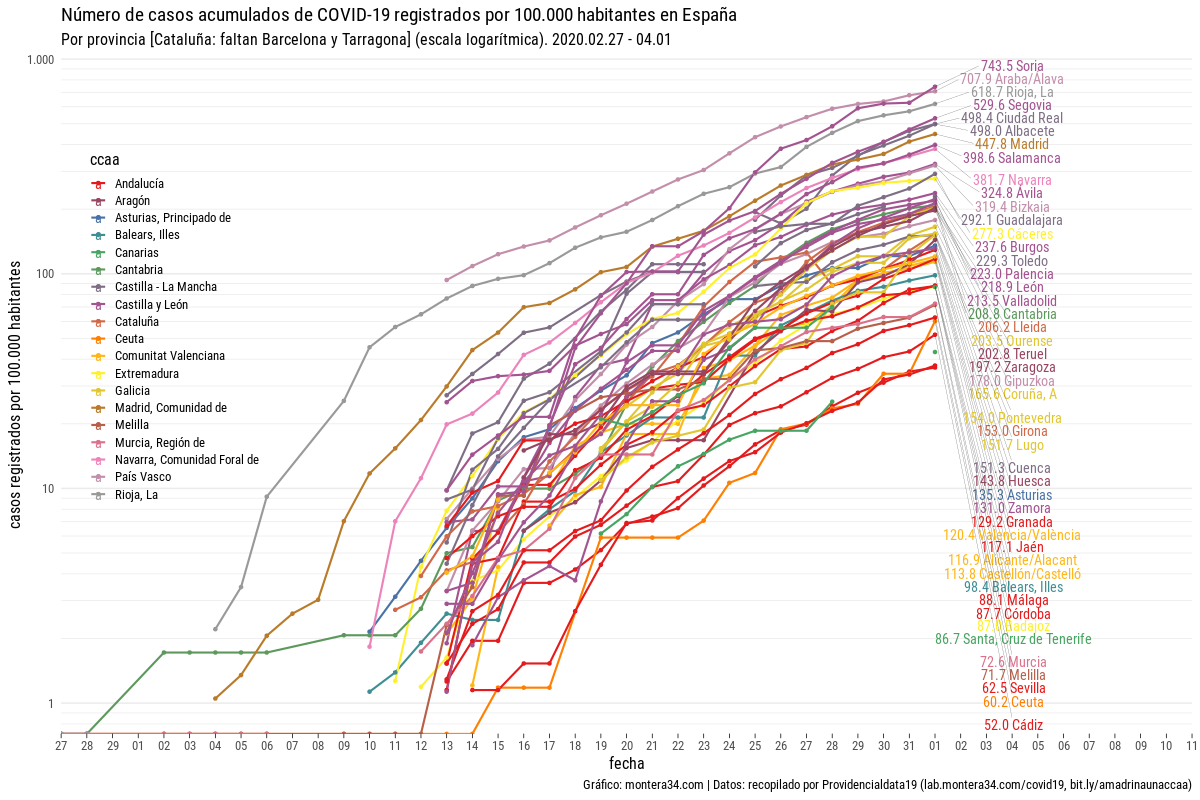 Número de casos acumulados de COVID-19 registrados por 100.000 habitantes en España
Por provincia [Cataluña: faltan Barcelona y Tarragona] (escala logarítmica). 2020.02.27 - 04.01
casos registrados por 100.000 habitantes
1.000
100
10
1
ccaa
Andalucía
Aragón
Asturias, Principado de
Balears, Illes
Canarias
Cantabria
Castilla - La Mancha
Castilla y León
Cataluña
Ceuta
Comunitat Valenciana
Extremadura
Galicia
Madrid, Comunidad de
Melilla
Murcia, Región de
Navarra, Comunidad Foral de
País Vasco
Rioja, La
743.5 Soria
707.9 Araba/Álava
618.7 Rioja, La
529.6 Segovia
498.4 Ciudad Real
498.0 Albacete
447.8 Madrid
398.6 Salamanca
381.7 Navarra
324.8 Ávila
319.4 Bizkaia
292.1 Guadalajara
277.3 Cáceres
237.6 Burgos
229.3 Toledo
223.0 Palencia
218.9 León
213.5 Valladolid
208.8 Cantabria
206.2 Lleida
203.5 Ourense
202.8 Teruel
197.2 Zaragoza
178.0 Gipuzkoa
165.6 Coruña, A
154.0 Pontevedra
153.0 Girona
151.7 Lugo
151.3 Cuenca
143.8 Huesca
135.3 Asturias
131.0 Zamora
129.2 Granada
120.4 Valencia/València
117.1 Jaén
116.9 Alicante/Alacant
113.8 Castellón/Castelló
98.4 Balears, Illes
88.1 Málaga
87.7 Córdoba
87.0 Badajoz
86.7 Santa, Cruz de Tenerife
72.6 Murcia
71.7 Melilla
62.5 Sevilla
60.2 Ceuta
52.0 Cádiz
27 28 29 01 02 03 04 05 06 07 08 09 10 11 12 13 14 15 16 17 18 19 20 21 22 23 24 25 26 27 28 29 30 31 01 02 03 04 05 06 07 08 09 10 11
fecha
Gráfico: montera34.com | Datos: recopilado por Providencialdata19 (lab.montera34.com/covid19, bit.ly/amadrinaunaccaa)